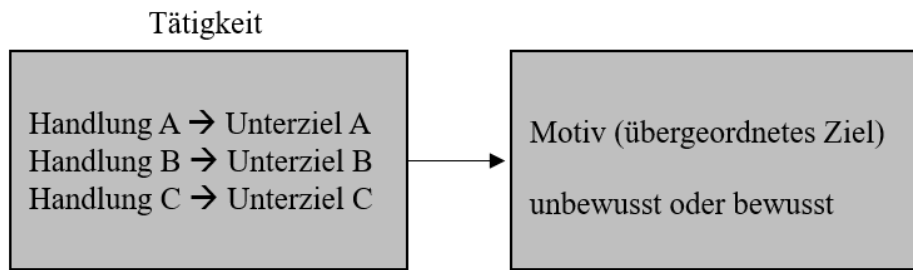 Tätigkeit
Handlung A → Unterziel A
Handlung B → Unterziel B
Handlung C → Unterziel C
Motiv (übergeordnetes Ziel)
unbewusst oder bewusst